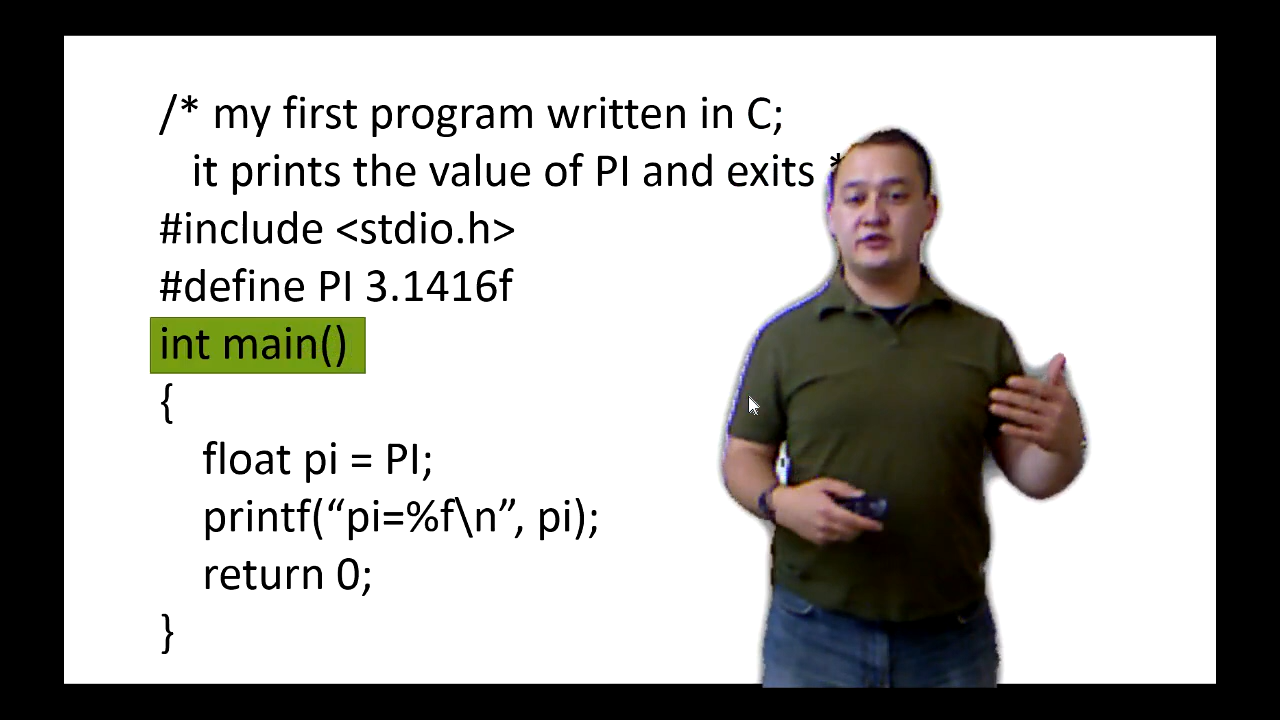 /* my first program written in C;
it prints the value of PI and exits *
#include <stdio.h>
#define PI 3.1416f
int main()
{
float pi = PI;
printf(“pi=%f\n”, pi);
return 0;
}